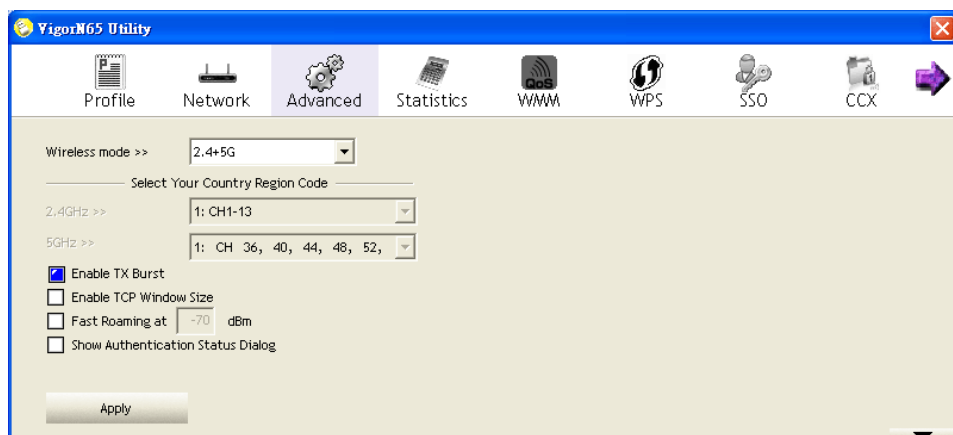 VigorN65 Utility
Profile Network Advanced Statistics QoS WMM WPS SSO CCX
Wireless mode >> 2.4+5G
Select Your Country Region Code
2.4GHz >> 1: CH1-13
5GHz >> 1: CH 36, 40, 44, 48, 52,
Enable TX Burst
Enable TCP Window Size
Fast Roaming at -70 dBm
Show Authentication Status Dialog
Apply